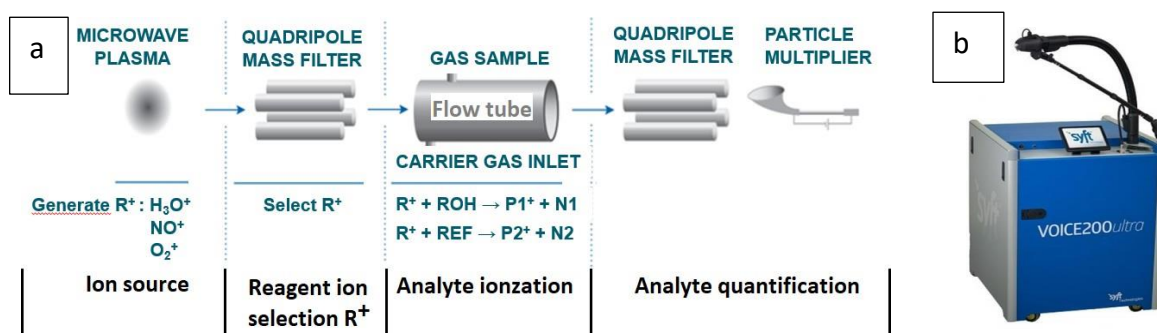 a
MICROWAVE
PLASMA
QUADRIPOLE
MASS FILTER
GAS SAMPLE
Flow tube
CARRIER GAS INLET
QUADRIPOLE
MASS FILTER
PARTICLE
MULTIPLIER
Generate R⁺ : H₃O⁺
NO⁺
O₂⁺
Select R⁺
R⁺ + ROH → P1⁺ + N1
R⁺ + REF → P2⁺ + N2
Ion source
Reagent ion
selection R⁺
Analyte ionzation
Analyte quantification
b
syft
syft
VOICE200ultra
syft